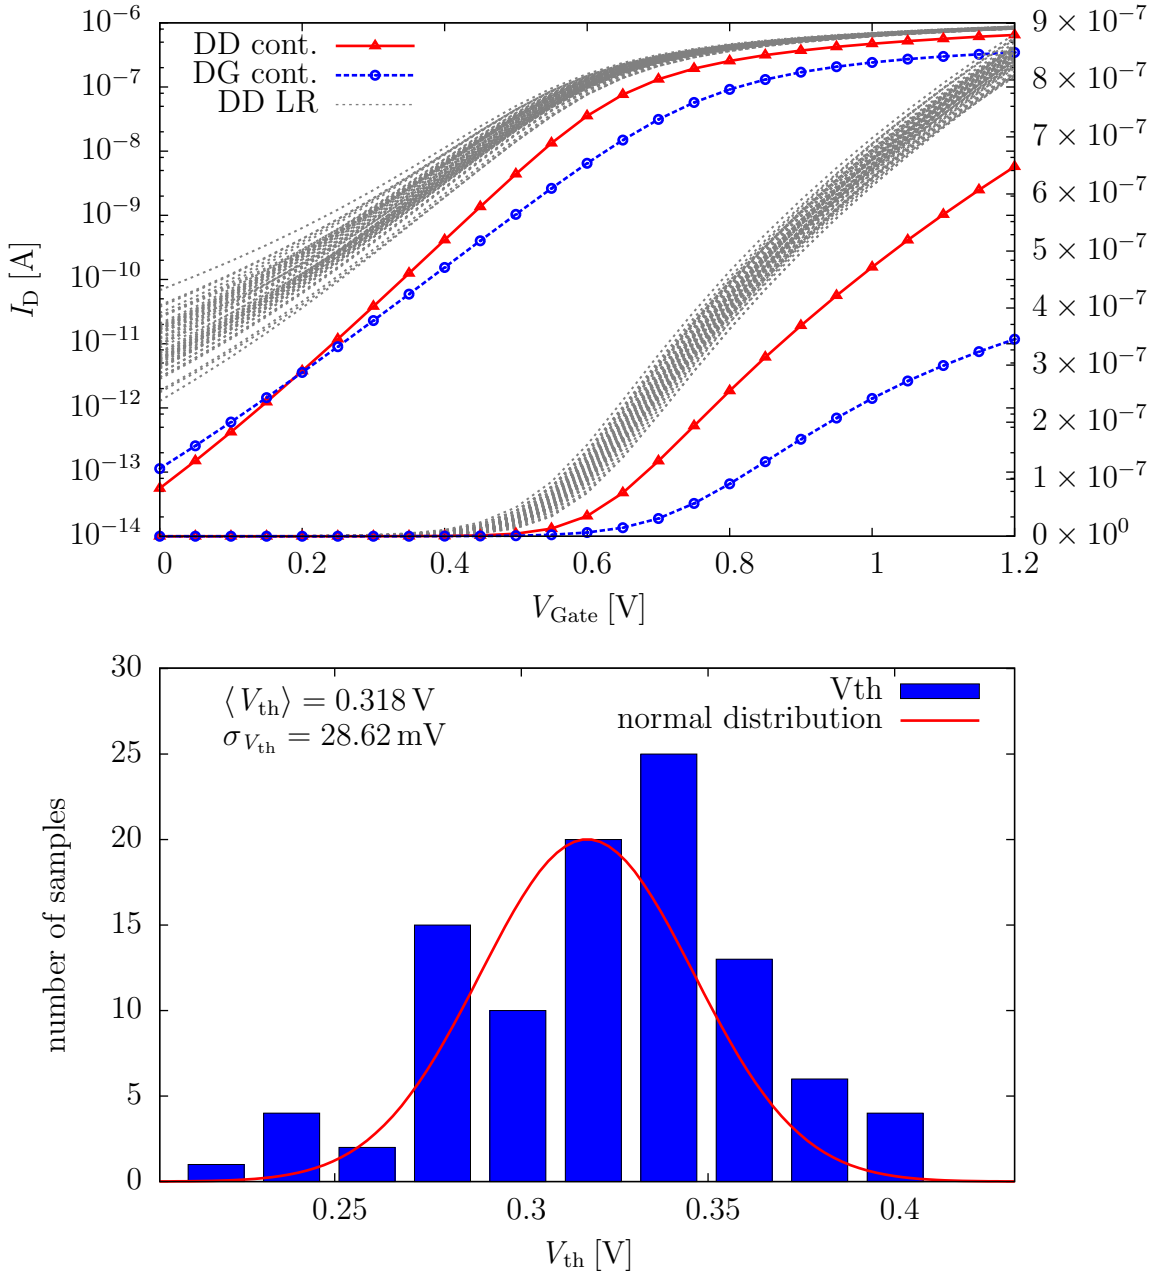 DD cont.
DG cont.
DD LR
10⁻⁶
10⁻⁷
10⁻⁸
10⁻⁹
10⁻¹⁰
10⁻¹¹
10⁻¹²
10⁻¹³
10⁻¹⁴
I_D [A]
9 × 10⁻⁷
8 × 10⁻⁷
7 × 10⁻⁷
6 × 10⁻⁷
5 × 10⁻⁷
4 × 10⁻⁷
3 × 10⁻⁷
2 × 10⁻⁷
1 × 10⁻⁷
0 × 10⁰
0 0.2 0.4 0.6 0.8 1 1.2
V_Gate [V]
⟨V_th⟩ = 0.318 V
σ_V_th = 28.62 mV
Vth
normal distribution
30
25
20
15
10
5
0
number of samples
0.25 0.3 0.35 0.4
V_th [V]